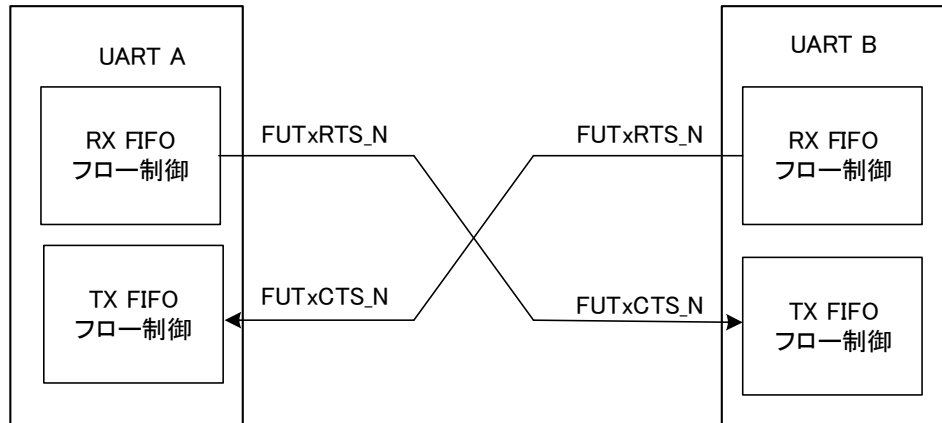 UART A
RX FIFO
フロー制御
TX FIFO
フロー制御
FUTxRTS_N
FUTxCTS_N
FUTxRTS_N
FUTxCTS_N
UART B
RX FIFO
フロー制御
TX FIFO
フロー制御